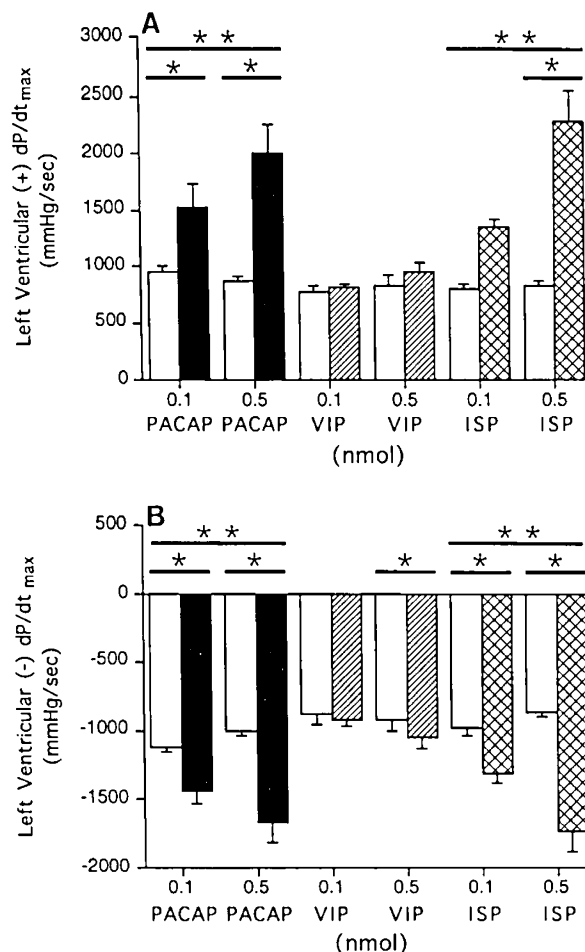 A
* * * *
* * *
3000
2500
2000
1500
1000
500
0
Left Ventricular (+) dP/dt max
(mmHg/sec)
0.1 0.5 0.1 0.5 0.1 0.5
PACAP PACAP VIP VIP ISP ISP
(nmol)
B
* * * *
* * * * *
500
0
-500
-1000
-1500
-2000
Left Ventricular (-) dP/dt max
(mmHg/sec)
0.1 0.5 0.1 0.5 0.1 0.5
PACAP PACAP VIP VIP ISP ISP
(nmol)